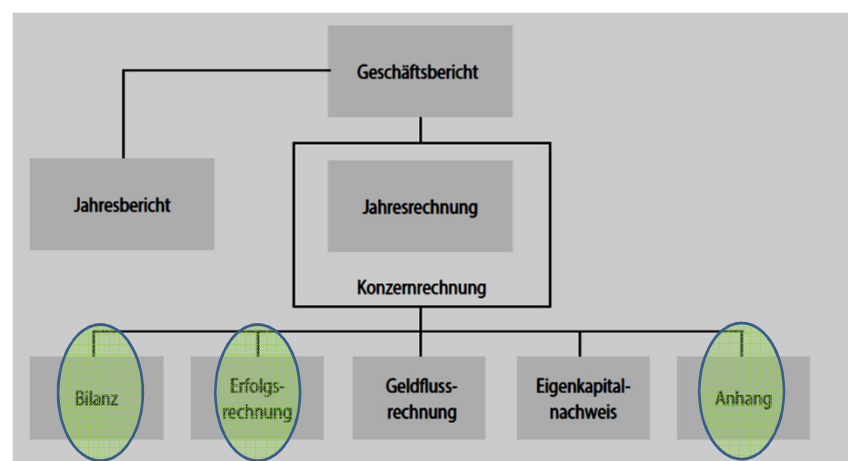 Geschäftsbericht
Jahresbericht
Jahresrechnung
Konzernrechnung
Bilanz
Erfolgs-
rechnung
Geldfluss-
rechnung
Eigenkapital-
nachweis
Anhang